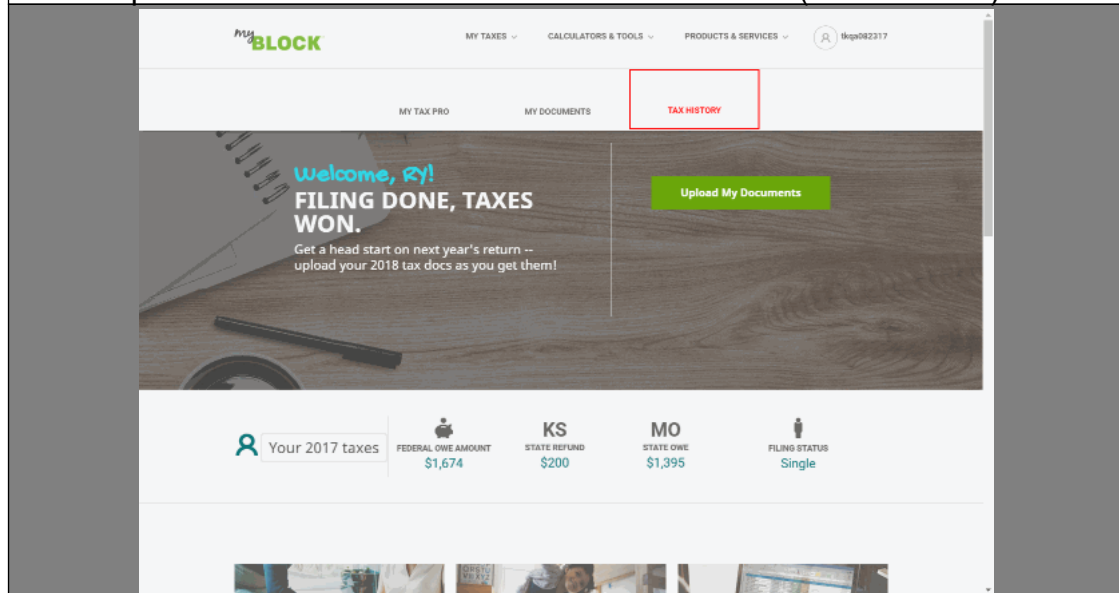 my
BLOCK
MY TAXES
CALCULATORS & TOOLS
PRODUCTS & SERVICES
tkqa082317
MY TAX PRO
MY DOCUMENTS
TAX HISTORY
Welcome, Ry!
FILING DONE, TAXES
WON.
Get a head start on next year's return --
upload your 2018 tax docs as you get them!
Upload My Documents
Your 2017 taxes
FEDERAL OWE AMOUNT
$1,674
KS
STATE REFUND
$200
MO
STATE OWE
$1,395
FILING STATUS
Single